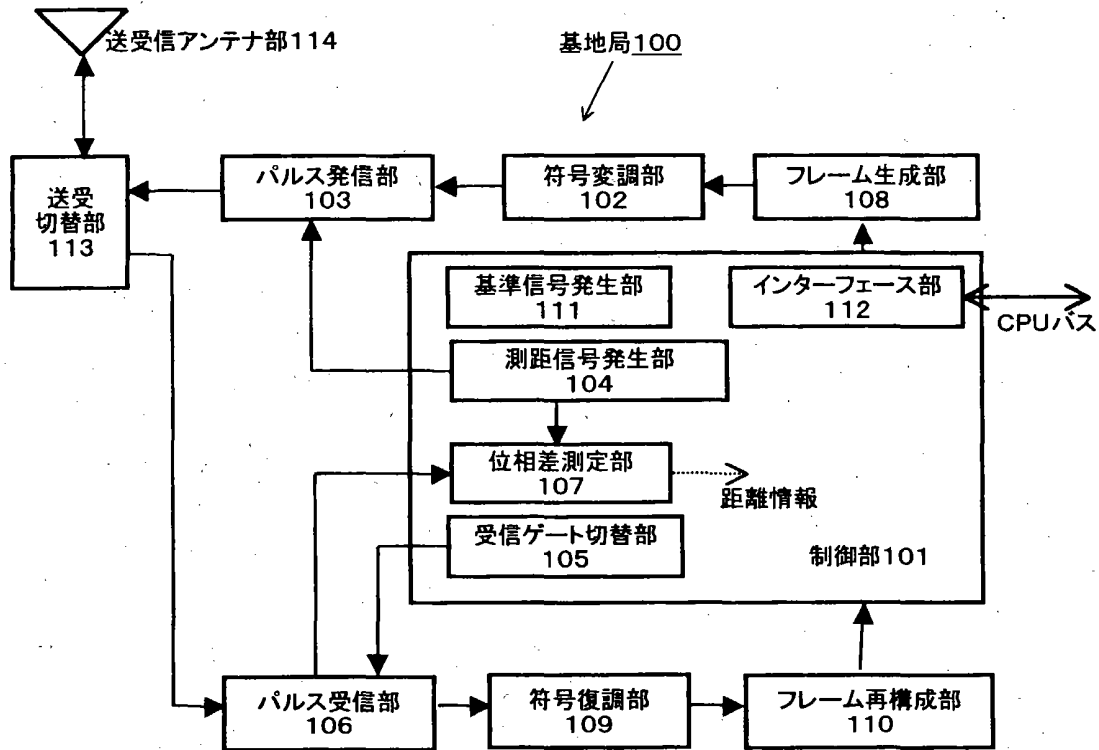 送受信アンテナ部114
基地局100
送受
切替部
113
パルス発信部
103
符号変調部
102
フレーム生成部
108
基準信号発生部
111
インターフェース部
112
CPUバス
測距信号発生部
104
位相差測定部
107
距離情報
受信ゲート切替部
105
制御部101
パルス受信部
106
符号復調部
109
フレーム再構成部
110